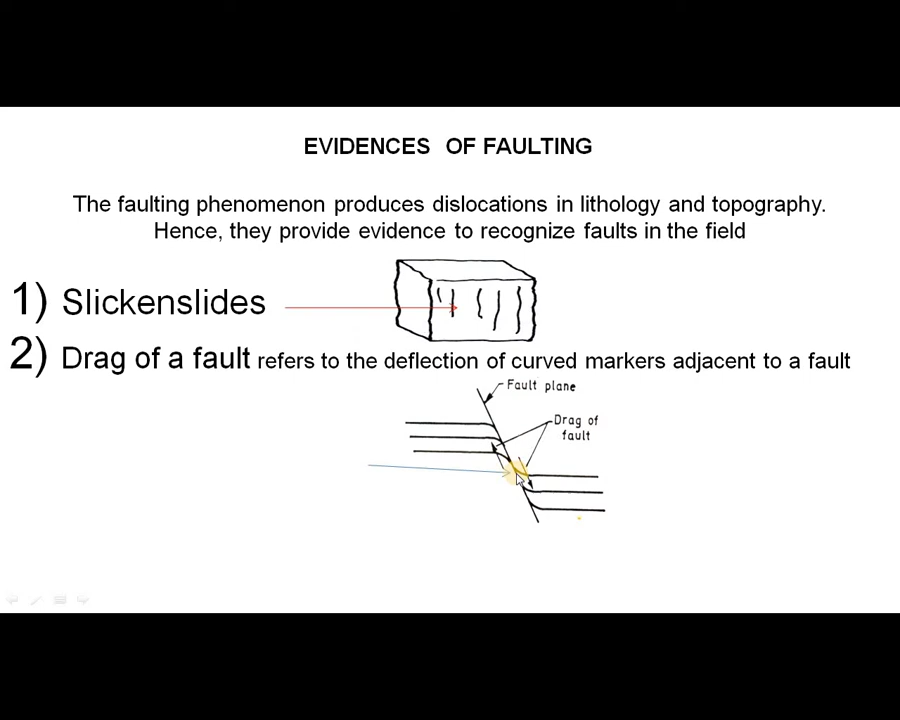 EVIDENCES OF FAULTING
The faulting phenomenon produces dislocations in lithology and topography.
Hence, they provide evidence to recognize faults in the field
1) Slickenslides
2) Drag of a fault refers to the deflection of curved markers adjacent to a fault
Fault plane
Drag of
fault